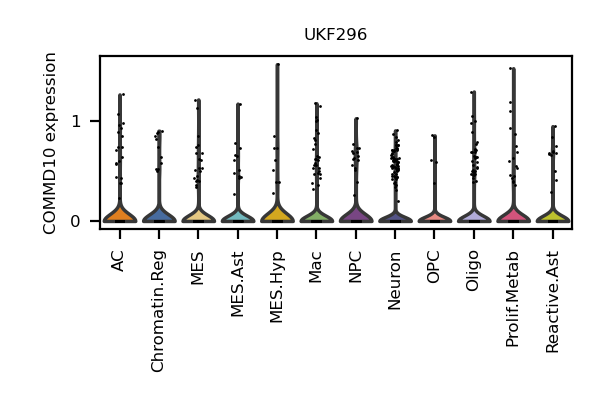 UKF296
COMMD10 expression
1
0
AC
Chromatin.Reg
MES
MES.Ast
MES.Hyp
Mac
NPC
Neuron
OPC
Oligo
Prolif.Metab
Reactive.Ast